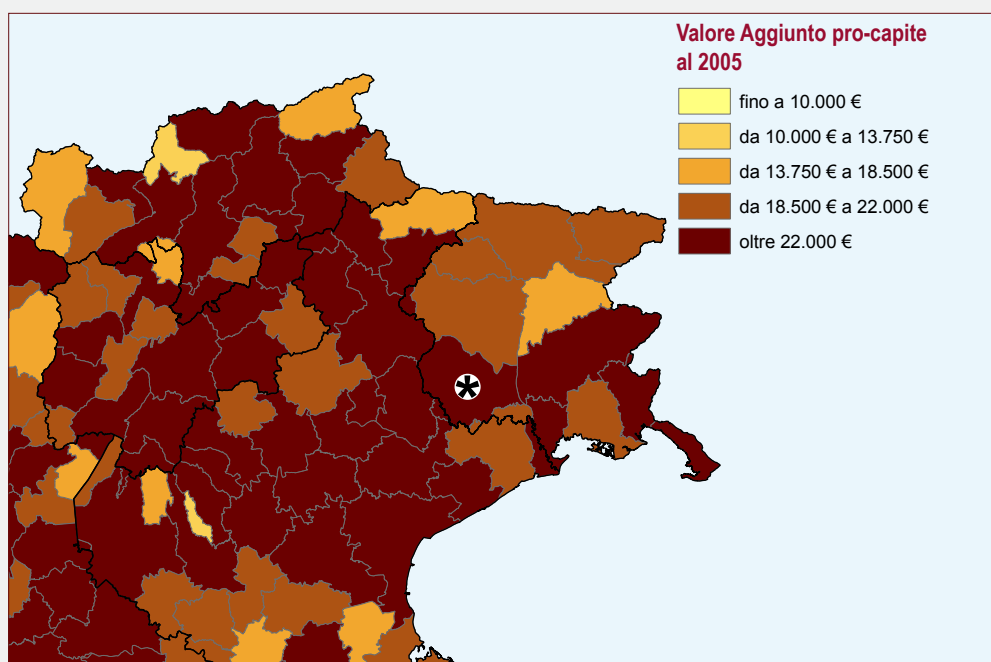 Valore Aggiunto pro-capite
al 2005
fino a 10.000 €
da 10.000 € a 13.750 €
da 13.750 € a 18.500 €
da 18.500 € a 22.000 €
oltre 22.000 €
*